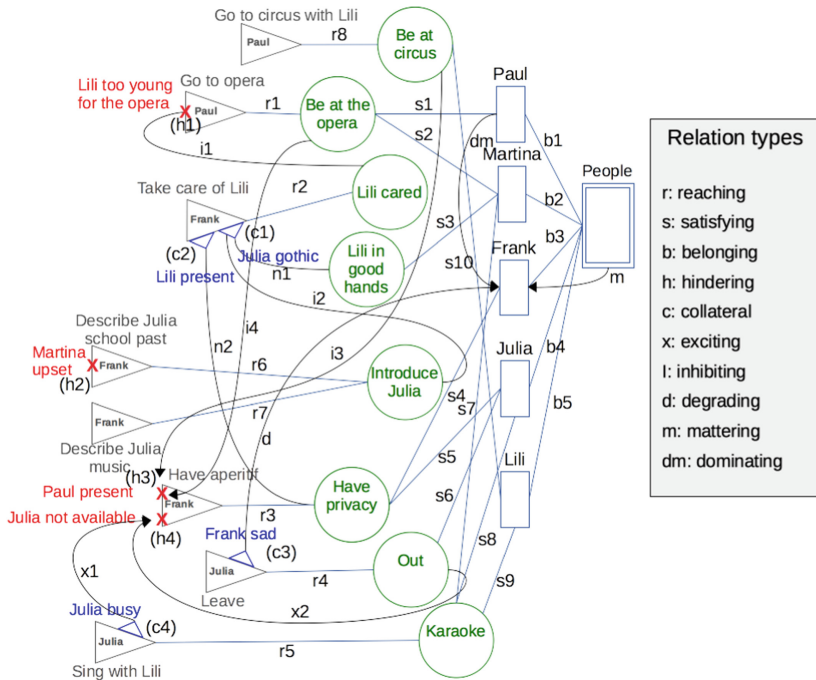 Go to circus with Lili
Paul
r8
Be at
circus
Lili too young
for the opera
Go to opera
Paul
(h1)
r1
Be at the
opera
s1
s2
i1
Paul
dm
Martina
b1
b2
b3
People
m
Take care of Lili
Frank
r2
Lili cared
(c1)
(c2)
Julia gothic
Lili present
n1
Lili in
good
hands
s3
s10
Frank
i2
i4
n2
i3
Describe Julia
school past
Martina
upset
(h2)
Frank
r6
Introduce
Julia
Julia
b4
b5
s4
s7
Frank
r7
d
Describe Julia
music
(h3)
Have aperitif
Paul present
Frank
Julia not available
(h4)
r3
Have
privacy
s5
s6
Lili
Frank sad
(c3)
Julia
r4
Leave
Out
s8
s9
x1
x2
Julia busy
(c4)
Julia
r5
Sing with Lili
Karaoke
Relation types
r: reaching
s: satisfying
b: belonging
h: hindering
c: collateral
x: exciting
I: inhibiting
d: degrading
m: mattering
dm: dominating